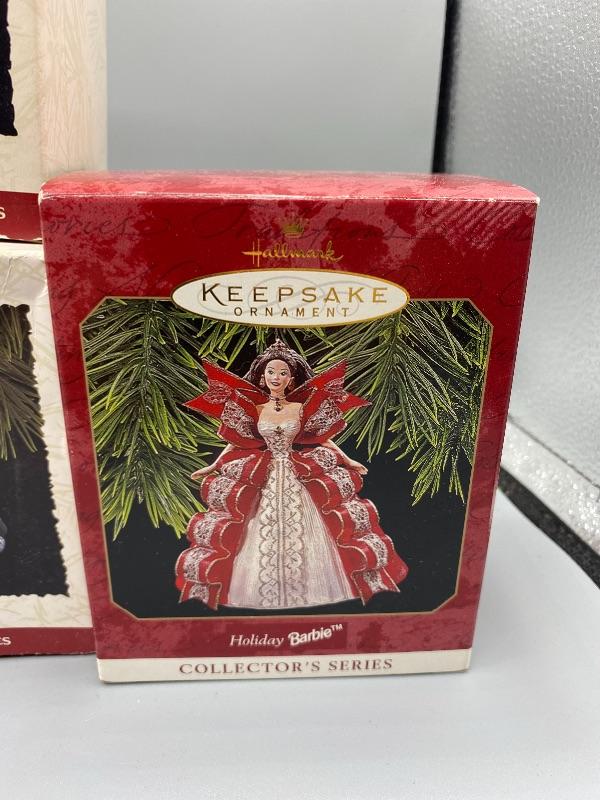 Hallmark
KEEPSAKE
ORNAMENT
Holiday Barbie™
COLLECTOR'S SERIES